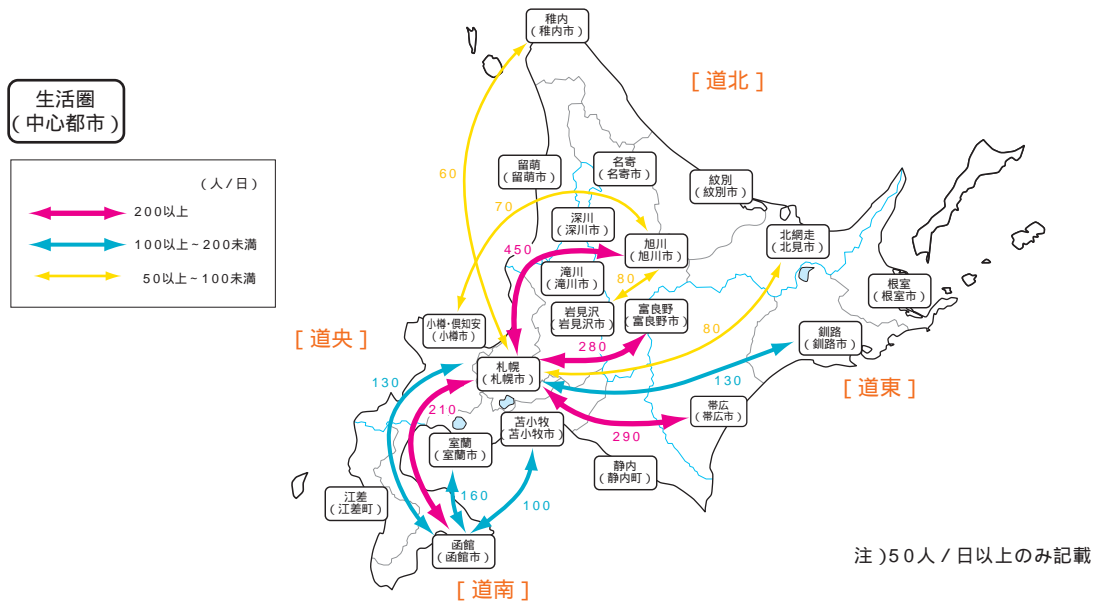 稚内
(稚内市)
[道北]
生活圏
(中心都市)
(人/日)
200以上
100以上~200未満
50以上~100未満
留萌
(留萌市)
名寄
(名寄市)
紋別
(紋別市)
60
70
深川
(深川市)
旭川
(旭川市)
北網走
(北見市)
450
80
滝川
(滝川市)
根室
(根室市)
岩見沢
(岩見沢市)
富良野
(富良野市)
小樽・倶知安
(小樽市)
[道央]
80
釧路
(釧路市)
280
札幌
(札幌市)
130
130
[道東]
210
290
帯広
(帯広市)
苫小牧
(苫小牧市)
室蘭
(室蘭市)
静内
(静内町)
江差
(江差町)
160
100
函館
(函館市)
[道南]
注)50人/日以上のみ記載